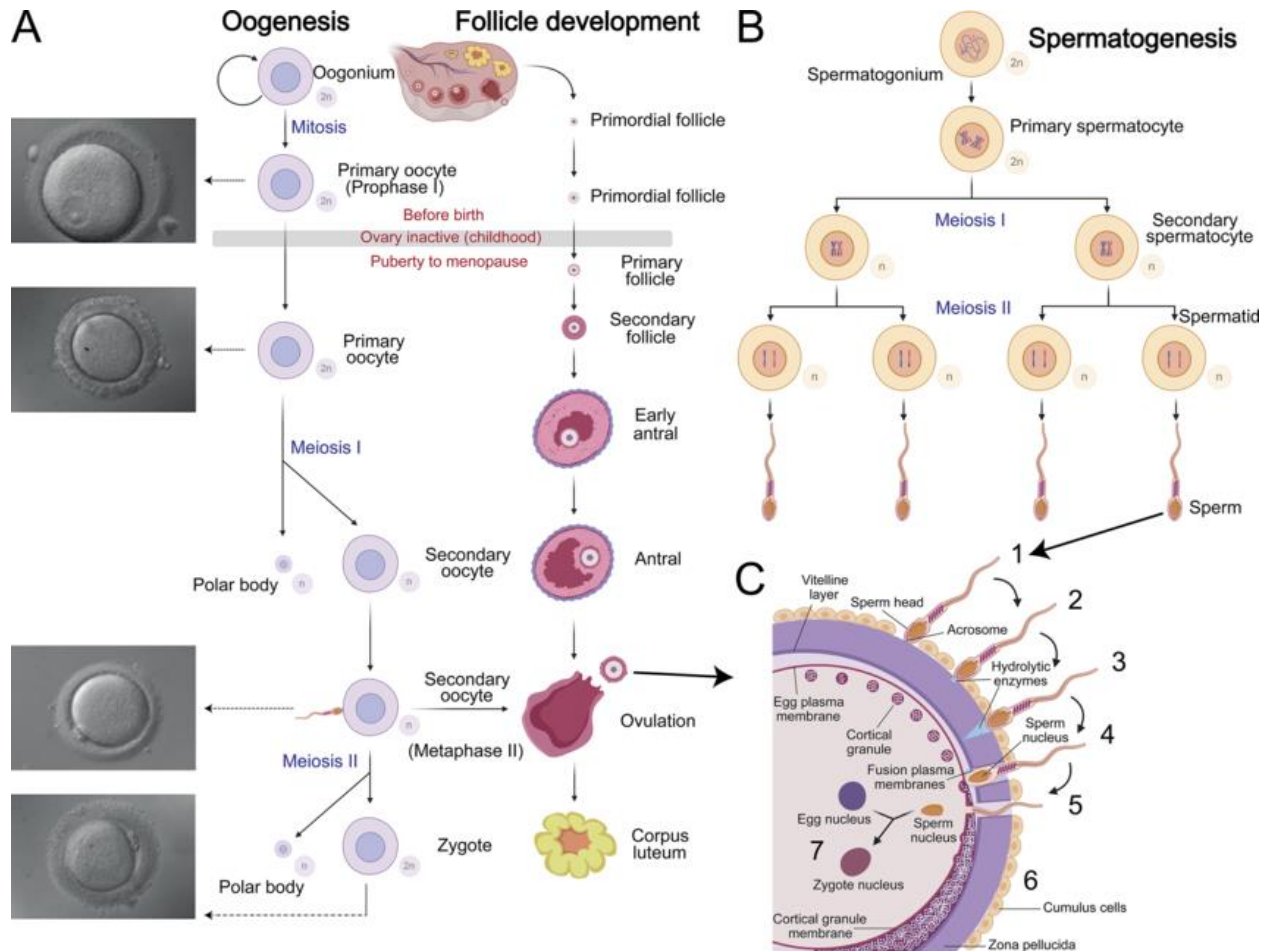 A
Oogenesis
Follicle development
Oogonium
2n
Mitosis
Primordial follicle
Primary oocyte
(Prophase I)
2n
Primordial follicle
Before birth
Ovary inactive (childhood)
Puberty to menopause
Primary
follicle
Secondary
follicle
Primary
oocyte
2n
Early
antral
Meiosis I
Polar body
n
Secondary
oocyte
n
Antral
Secondary
oocyte
n
(Metaphase II)
Ovulation
Meiosis II
Polar body
n
Zygote
2n
Corpus
luteum
B
Spermatogenesis
Spermatogonium
2n
Primary spermatocyte
2n
Meiosis I
Secondary
spermatocyte
n
n
Meiosis II
Spermatid
n
n
n
n
Sperm
C
1
Vitelline
layer
Sperm head
Acrosome
2
Hydrolytic
enzymes
3
Egg plasma
membrane
Cortical
granule
Sperm
nucleus
4
Fusion plasma
membranes
5
Egg nucleus
Sperm
nucleus
7
Zygote nucleus
6
Cumulus cells
Cortical granule
membrane
Zona pellucida